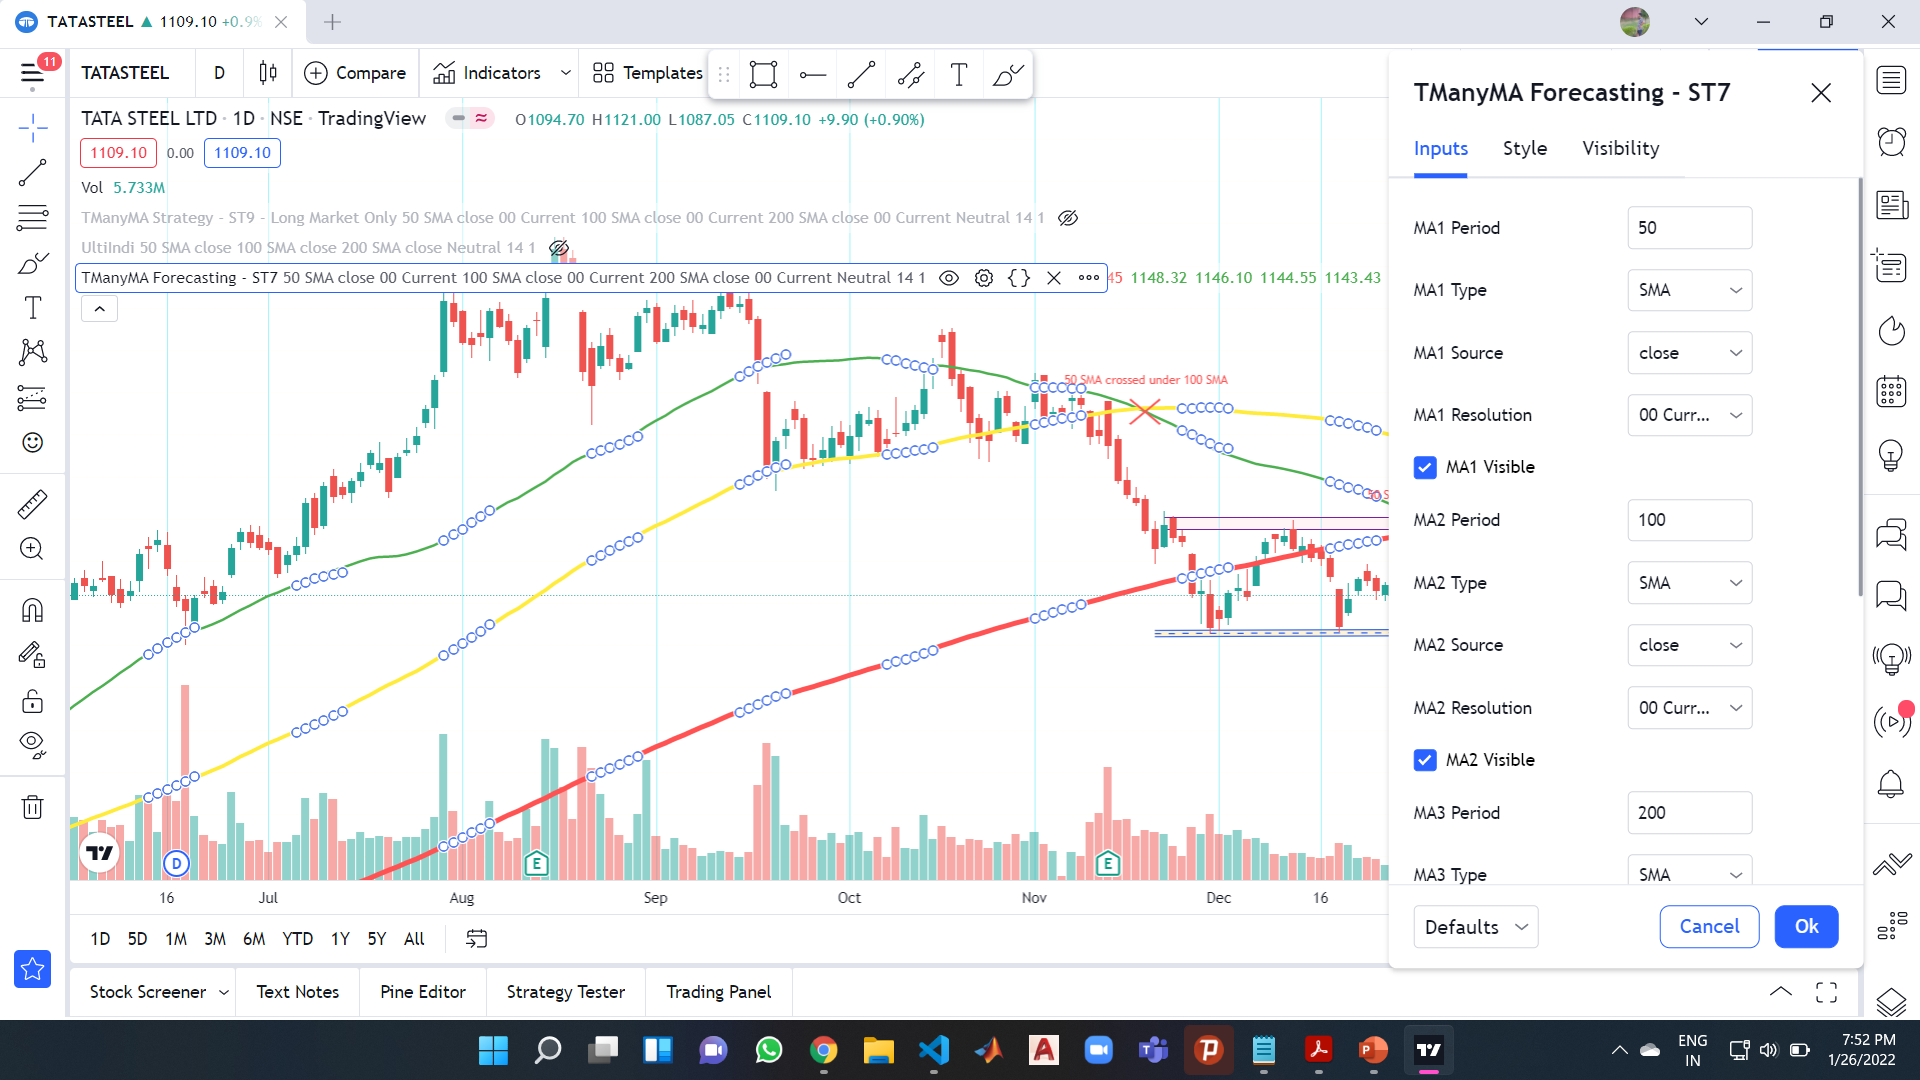 TATASTEEL ▲ 1109.10 +0.9%
11
TATASTEEL D Compare Indicators Templates
TATA STEEL LTD · 1D · NSE · TradingView O1094.70 H1121.00 L1087.05 C1109.10 +9.90 (+0.90%)
1109.10 0.00 1109.10
Vol 5.733M
TManyMA Strategy - ST9 - Long Market Only 50 SMA close 00 Current 100 SMA close 00 Current 200 SMA close 00 Current Neutral 14 1
UltiIndi 50 SMA close 100 SMA close 200 SMA close Neutral 14 1
TManyMA Forecasting - ST7 50 SMA close 00 Current 100 SMA close 00 Current 200 SMA close 00 Current Neutral 14 1 45 1148.32 1146.10 1144.55 1143.43
50 SMA crossed under 100 SMA
50 S
D E E
16 Jul Aug Sep Oct Nov Dec 16
1D 5D 1M 3M 6M YTD 1Y 5Y All
Stock Screener Text Notes Pine Editor Strategy Tester Trading Panel
TManyMA Forecasting - ST7
Inputs Style Visibility
MA1 Period 50
MA1 Type SMA
MA1 Source close
MA1 Resolution 00 Curr...
MA1 Visible
MA2 Period 100
MA2 Type SMA
MA2 Source close
MA2 Resolution 00 Curr...
MA2 Visible
MA3 Period 200
MA3 Type SMA
Defaults Cancel Ok
ENG
IN
7:52 PM
1/26/2022